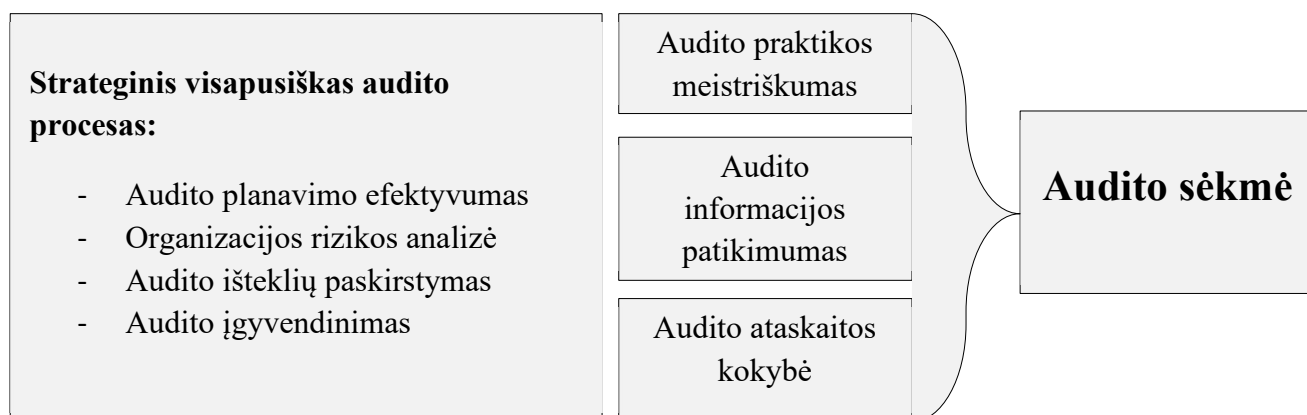 Strateginis visapusiškas audito
procesas:
- Audito planavimo efektyvumas
- Organizacijos rizikos analizė
- Audito išteklių paskirstymas
- Audito įgyvendinimas
Audito praktikos
meistriškumas
Audito
informacijos
patikimumas
Audito ataskaitos
kokybė
Audito sėkmė